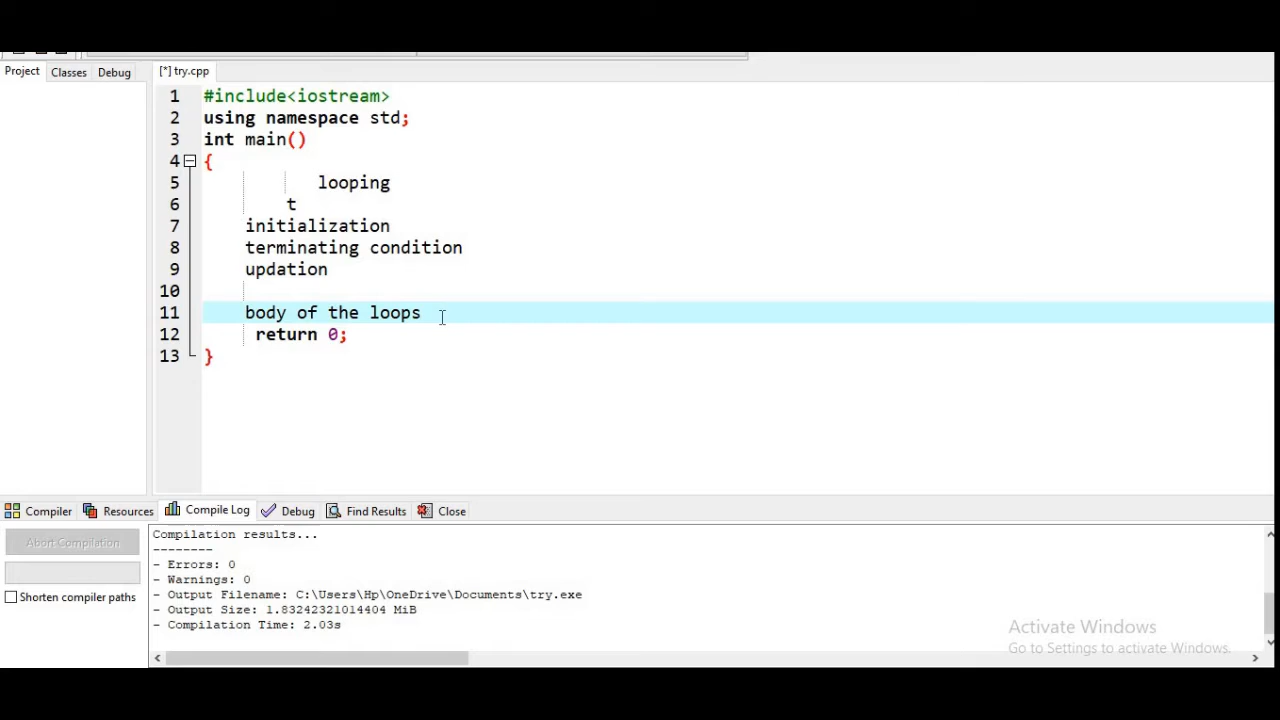 Project Classes Debug [*] try.cpp
1 #include<iostream>
2 using namespace std;
3 int main()
4 {
5 looping
6 t
7 initialization
8 terminating condition
9 updation
10
11 body of the loops
12 return 0;
13 }
Compiler Resources Compile Log Debug Find Results Close
Abort Compilation
Shorten compiler paths
Compilation results...
--------
- Errors: 0
- Warnings: 0
- Output Filename: C:\Users\Hp\OneDrive\Documents\try.exe
- Output Size: 1.83242321014404 MiB
- Compilation Time: 2.03s
Activate Windows
Go to Settings to activate Windows.